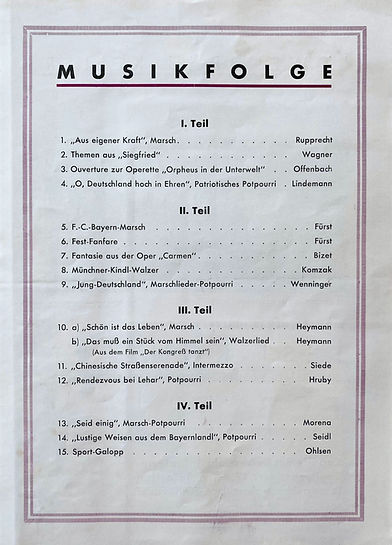 MUSIKFOLGE
I. Teil
1. „Aus eigener Kraft", Marsch. . . . . . . . . . . Rupprecht
2. Themen aus „Siegfried" . . . . . . . . . . . . Wagner
3. Ouverture zur Operette „Orpheus in der Unterwelt" . . Offenbach
4. „O, Deutschland hoch in Ehren", Patriotisches Potpourri . Lindemann
II. Teil
5. F.-C.-Bayern-Marsch . . . . . . . . . . . . . Fürst
6. Fest-Fanfare . . . . . . . . . . . . . . . Fürst
7. Fantasie aus der Oper „Carmen" . . . . . . . . . Bizet
8. Münchner-Kindl-Walzer . . . . . . . . . . . . Komzak
9. „Jung-Deutschland", Marschlieder-Potpourri . . . . . Wenninger
III. Teil
10. a) „Schön ist das Leben", Marsch . . . . . . . . . Heymann
b) „Das muß ein Stück vom Himmel sein", Walzerlied . . Heymann
(Aus dem Film „Der Kongreß tanzt")
11. „Chinesische Straßenserenade", Intermezzo . . . . . Siede
12. „Rendezvous bei Lehar", Potpourri . . . . . . . . Hruby
IV. Teil
13. „Seid einig", Marsch-Potpourri . . . . . . . . . Morena
14. „Lustige Weisen aus dem Bayernlandl", Potpourri . . . Seidl
15. Sport-Galopp . . . . . . . . . . . . . . . Ohlsen